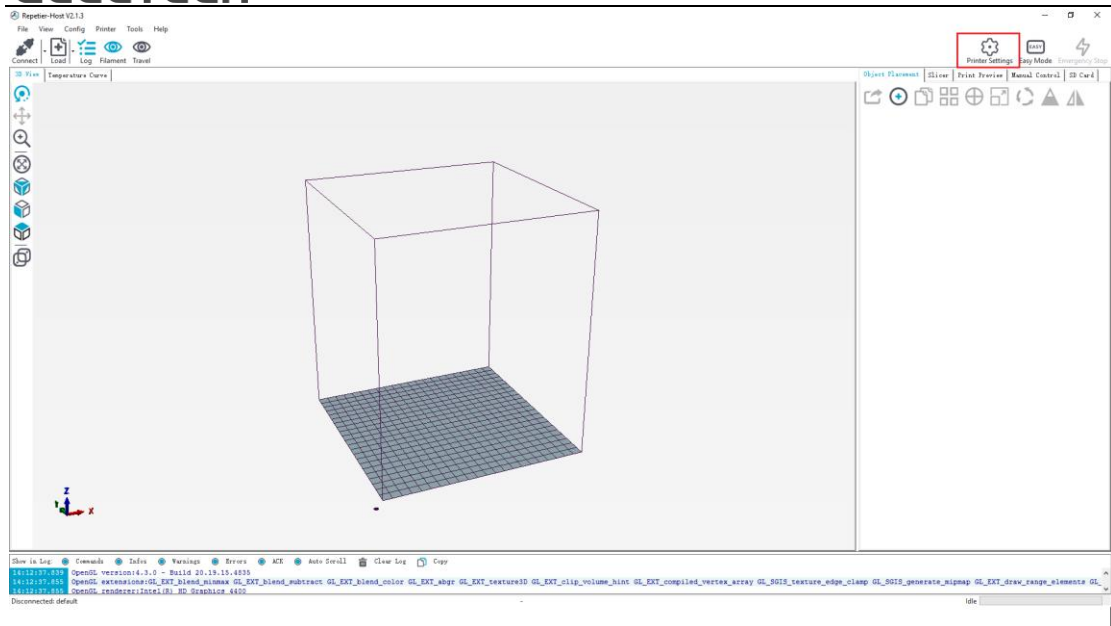 Repetier-Host V2.1.3
File View Config Printer Tools Help
Connect Load Log Filament Travel Printer Settings Easy Mode Emergency Stop
EASY
3D View Temperature Curve Object Placement Slicer Print Preview Manual Control SD Card
Z
Y
X
Show in Log: Commands Infos Warnings Errors ACK Auto Scroll Clear Log Copy
14:12:37.839 OpenGL version:4.3.0 - Build 20.19.15.4835
14:12:37.855 OpenGL extensions:GL_EXT_blend_minmax GL_EXT_blend_subtract GL_EXT_blend_color GL_EXT_abgr GL_EXT_texture3D GL_EXT_clip_volume_hint GL_EXT_compiled_vertex_array GL_SGIS_texture_edge_clamp GL_SGIS_generate_mipmap GL_EXT_draw_range_elements GL_
14:12:37.855 OpenGL renderer:Intel(R) HD Graphics 4400
Disconnected: default - Idle